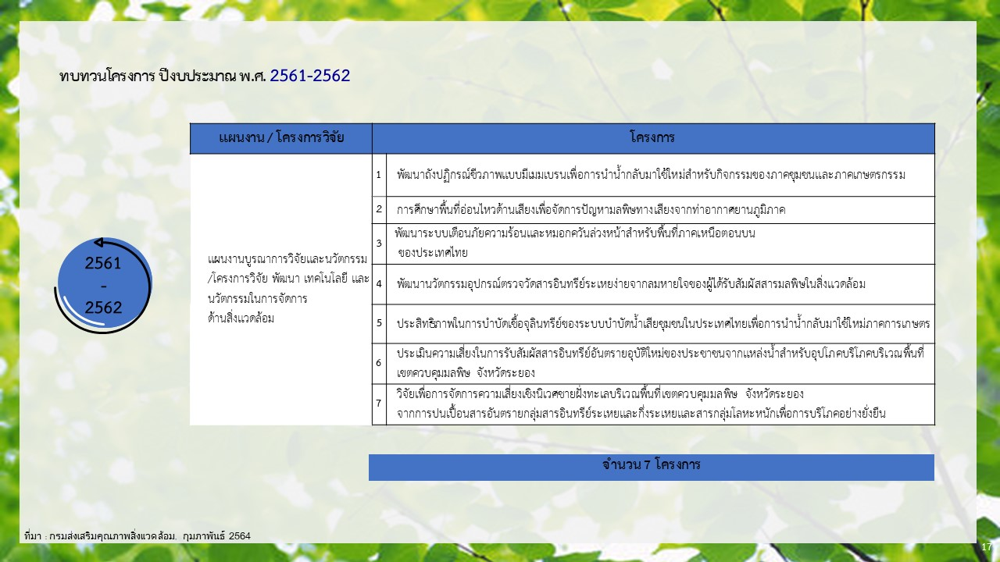 ทบทวนโครงการ ปีงบประมาณ พ.ศ. 2561-2562
แผนงาน / โครงการวิจัย
โครงการ
2561
-
2562
แผนงานบูรณาการวิจัยและนวัตกรรม
/โครงการวิจัย พัฒนา เทคโนโลยี และ
นวัตกรรมในการจัดการ
ด้านสิ่งแวดล้อม
1 พัฒนาถังปฏิกรณ์ชีวภาพแบบมีเมมเบรนเพื่อการนำน้ำกลับมาใช้ใหม่สำหรับกิจกรรมของภาคชุมชนและภาคเกษตรกรรม
2 การศึกษาพื้นที่อ่อนไหวด้านเสียงเพื่อจัดการปัญหามลพิษทางเสียงจากท่าอากาศยานภูมิภาค
3 พัฒนาระบบเตือนภัยความร้อนและหมอกควันล่วงหน้าสำหรับพื้นที่ภาคเหนือตอนบน
ของประเทศไทย
4 พัฒนานวัตกรรมอุปกรณ์ตรวจวัดสารอินทรีย์ระเหยง่ายจากลมหายใจของผู้ได้รับสัมผัสสารมลพิษในสิ่งแวดล้อม
5 ประสิทธิภาพในการบำบัดเชื้อจุลินทรีย์ของระบบบำบัดน้ำเสียชุมชนในประเทศไทยเพื่อการนำน้ำกลับมาใช้ใหม่ภาคการเกษตร
6 ประเมินความเสี่ยงในการรับสัมผัสสารอินทรีย์อันตรายอุบัติใหม่ของประชาชนจากแหล่งน้ำสำหรับอุปโภคบริโภคบริเวณพื้นที่
เขตควบคุมมลพิษ จังหวัดระยอง
7 วิจัยเพื่อการจัดการความเสี่ยงเชิงนิเวศชายฝั่งทะเลบริเวณพื้นที่เขตควบคุมมลพิษ จังหวัดระยอง
จากการปนเปื้อนสารอันตรายกลุ่มสารอินทรีย์ระเหยและกึ่งระเหยและสารกลุ่มโลหะหนักเพื่อการบริโภคอย่างยั่งยืน
จำนวน 7 โครงการ
ที่มา : กรมส่งเสริมคุณภาพสิ่งแวดล้อม. กุมภาพันธ์ 2564
17